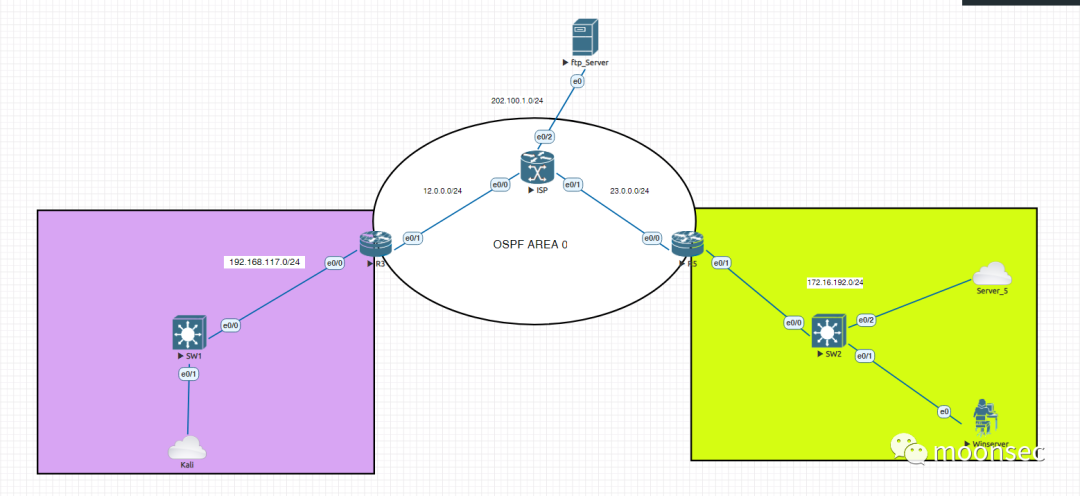 ftp_Server
e0
202.100.1.0/24
e0/2
ISP
e0/0
e0/1
12.0.0.0/24
23.0.0.0/24
OSPF AREA 0
e0/1
e0/0
R3
R5
e0/0
e0/1
192.168.117.0/24
172.16.192.0/24
Server_5
e0/0
SW1
e0/1
Kali
e0/0
e0/2
SW2
e0/1
e0
Winserver
moonsec